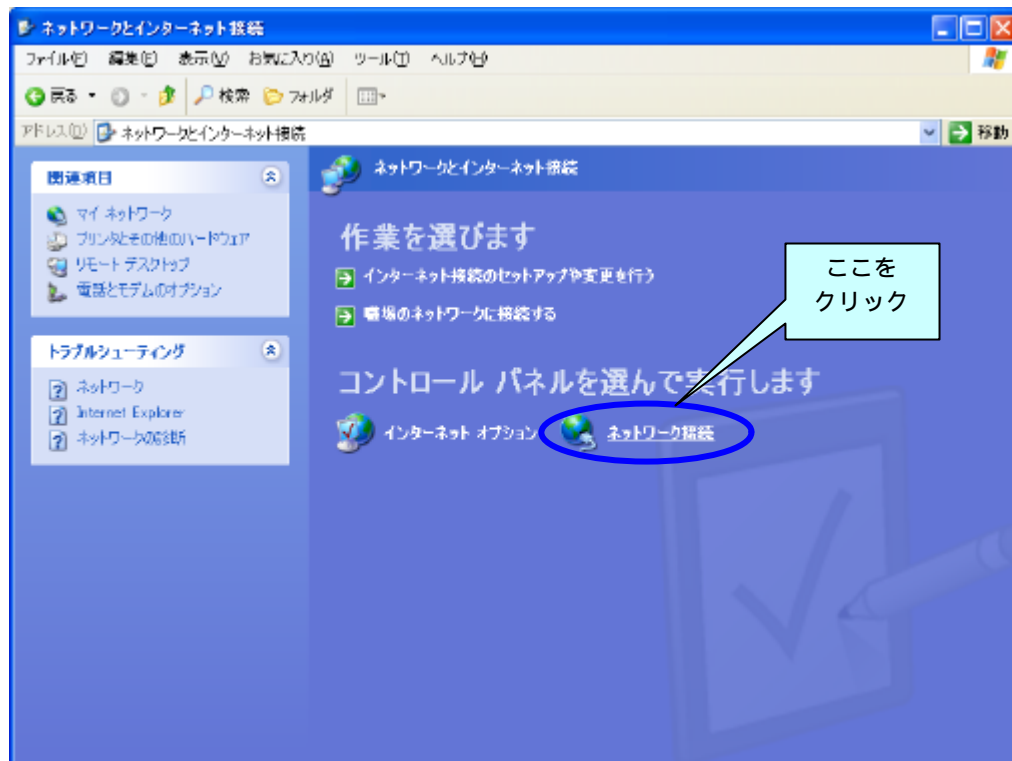 ネットワークとインターネット接続
ファイル(F) 編集(E) 表示(V) お気に入り(A) ツール(T) ヘルプ(H)
戻る 検索 フォルダ
アドレス(D) ネットワークとインターネット接続 移動
関連項目
マイ ネットワーク
プリンタとその他のハードウェア
リモート デスクトップ
電話とモデムのオプション
トラブルシューティング
ネットワーク
Internet Explorer
ネットワークの診断
ネットワークとインターネット接続
作業を選びます
インターネット接続のセットアップや変更を行う
職場のネットワークに接続する
ここを
クリック
コントロール パネルを選んで実行します
インターネット オプション ネットワーク接続